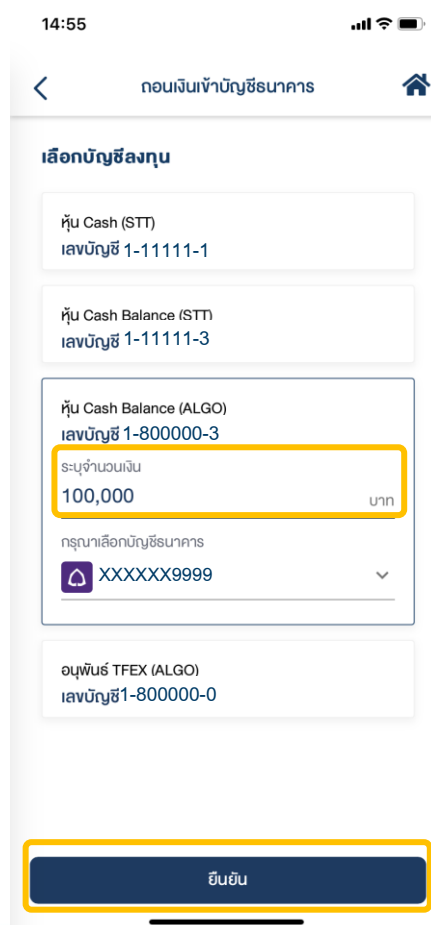 14:55
ถอนเงินเข้าบัญชีธนาคาร
เลือกบัญชีลงทุน
หุ้น Cash (STT)
เลขบัญชี 1-11111-1
หุ้น Cash Balance (STT)
เลขบัญชี 1-11111-3
หุ้น Cash Balance (ALGO)
เลขบัญชี 1-800000-3
ระบุจำนวนเงิน
100,000 บาท
กรุณาเลือกบัญชีธนาคาร
XXXXXX9999
อนุพันธ์ TFEX (ALGO)
เลขบัญชี1-800000-0
ยืนยัน